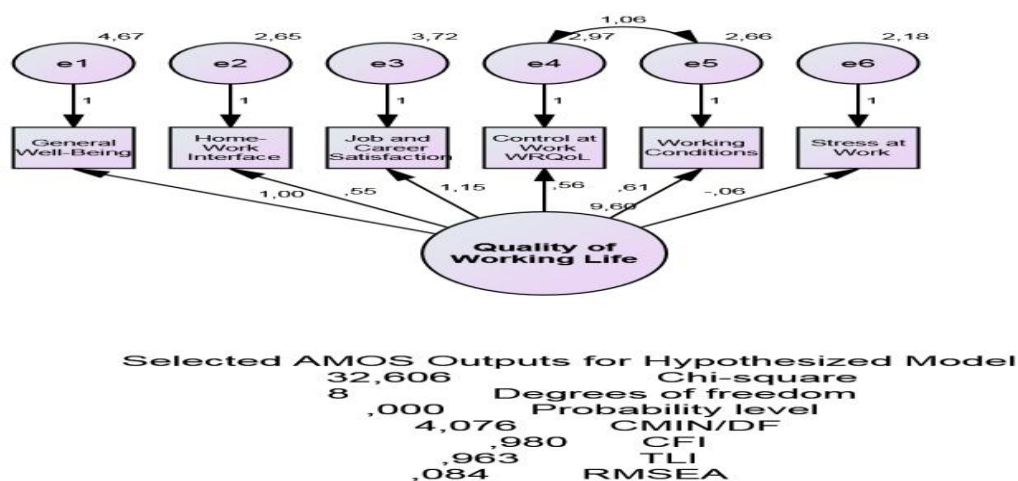 1,06
4,67 2,65 3,72 2,97 2,66 2,18
e1 e2 e3 e4 e5 e6
1 1 1 1 1 1
General
Well-Being
Home-
Work
Interface
Job and
Career
Satisfaction
Control at
Work
WRQoL
Working
Conditions
Stress at
Work
1,00 ,55 1,15 ,56 ,61 -,06
9,60
Quality of
Working Life
Selected AMOS Outputs for Hypothesized Model
32,606 Chi-square
8 Degrees of freedom
,000 Probability level
4,076 CMIN/DF
,980 CFI
,963 TLI
,084 RMSEA